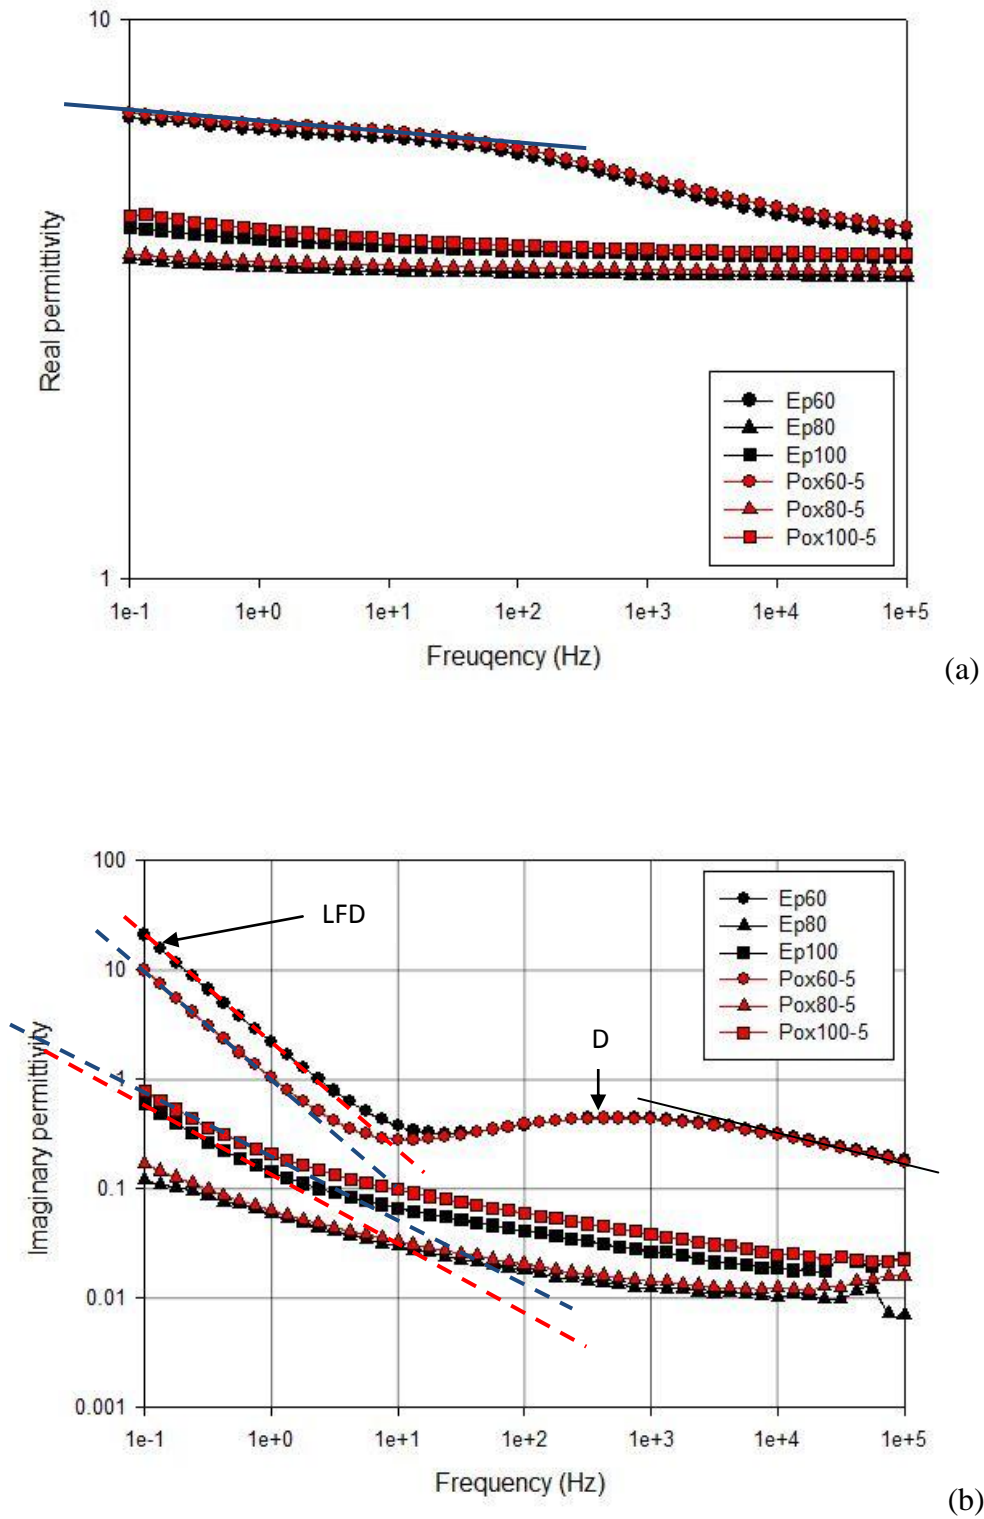 10
Real permittivity
1
Ep60
Ep80
Ep100
Pox60-5
Pox80-5
Pox100-5
1e-1 1e+0 1e+1 1e+2 1e+3 1e+4 1e+5
Freuqency (Hz)
(a)
100
10
1
0.1
0.01
0.001
Imaginary permittivity
LFD
D
Ep60
Ep80
Ep100
Pox60-5
Pox80-5
Pox100-5
1e-1 1e+0 1e+1 1e+2 1e+3 1e+4 1e+5
Frequency (Hz)
(b)